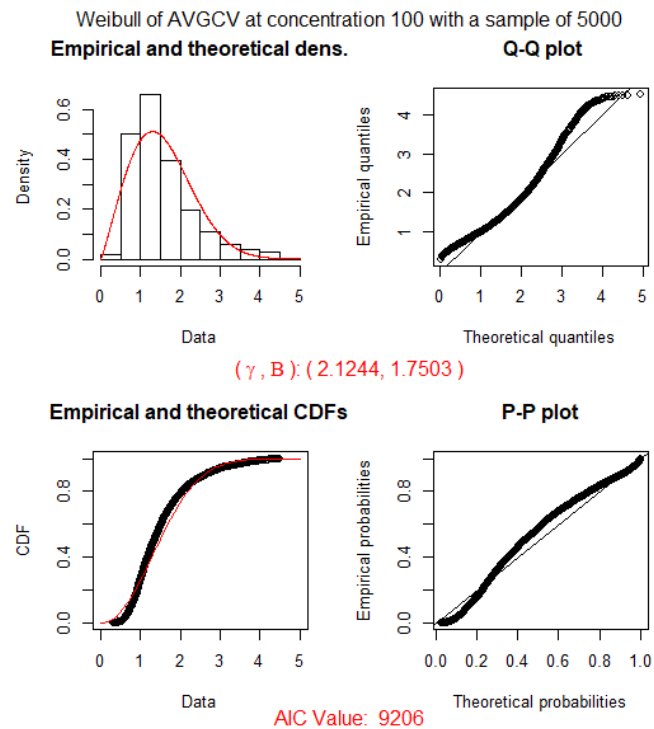 Weibull of AVGCV at concentration 100 with a sample of 5000
Empirical and theoretical dens.
Density
0.0 0.2 0.4 0.6
0 1 2 3 4 5
Data
Q-Q plot
Empirical quantiles
1 2 3 4
0 1 2 3 4 5
Theoretical quantiles
( γ , B ): ( 2.1244, 1.7503 )
Empirical and theoretical CDFs
CDF
0.0 0.4 0.8
0 1 2 3 4 5
Data
P-P plot
Empirical probabilities
0.0 0.4 0.8
0.0 0.2 0.4 0.6 0.8 1.0
Theoretical probabilities
AIC Value: 9206